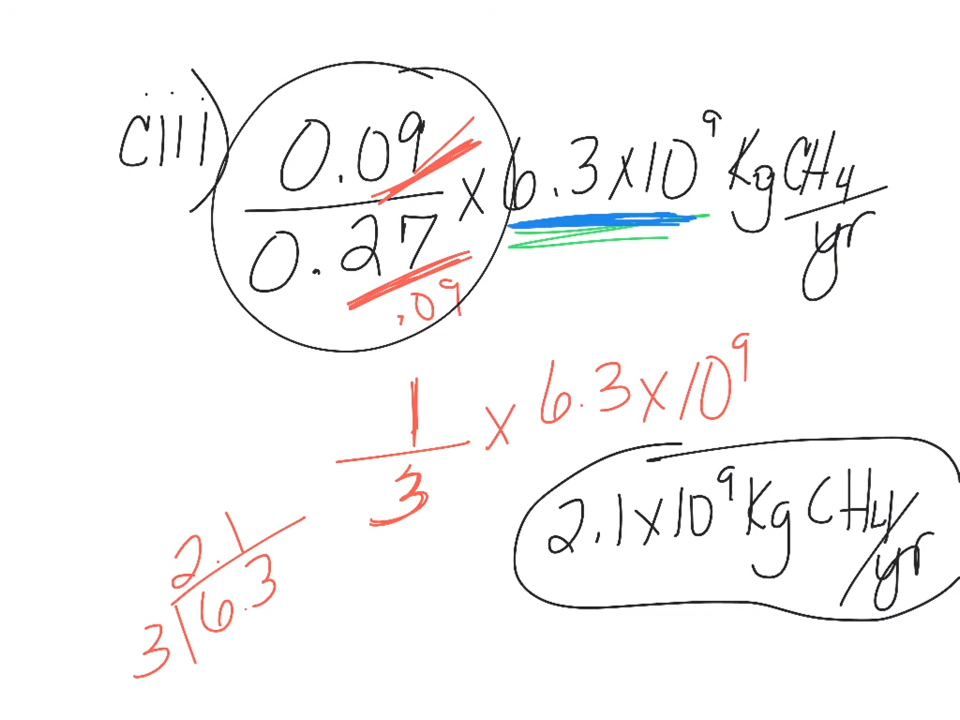 ciii) 0.09 / 0.27 × 6.3 × 10⁹ Kg CH₄ / yr
.09
1 / 3 × 6.3 × 10⁹
2.1 × 10⁹ Kg CH₄ / yr
2.1
3 | 6.3